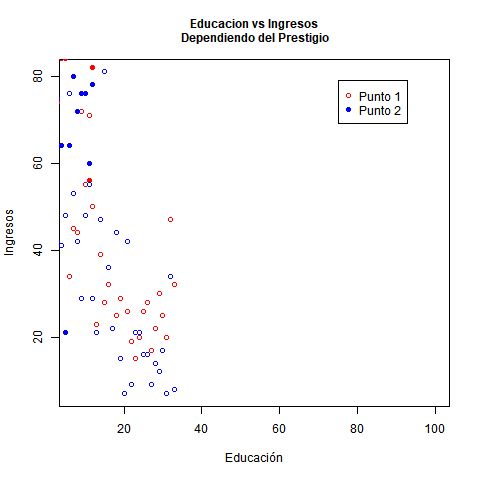 Educacion vs Ingresos
Dependiendo del Prestigio
Punto 1
Punto 2
Ingresos
80
60
40
20
20 40 60 80 100
Educación